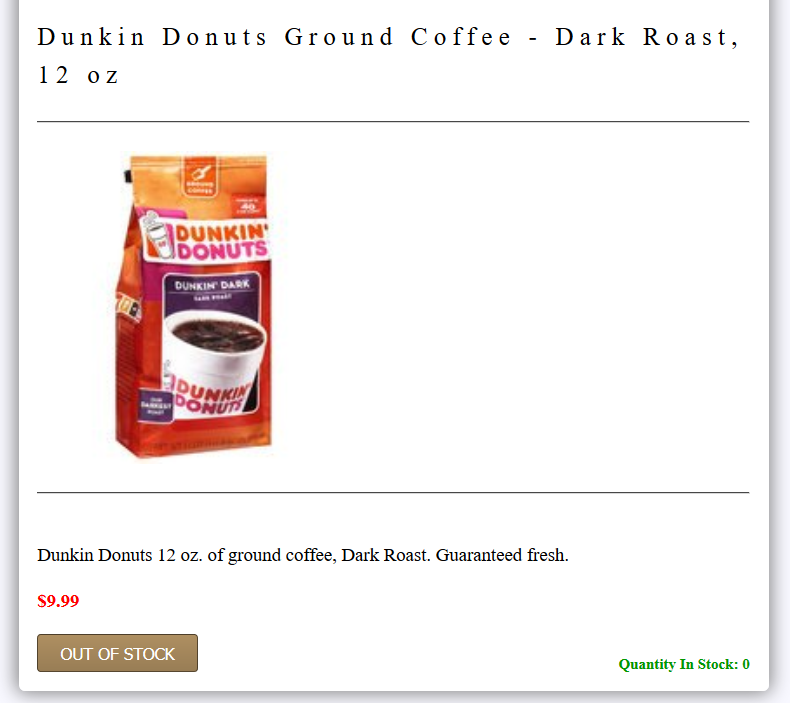 Dunkin Donuts Ground Coffee - Dark Roast,
12 oz
GROUND
COFFEE
DUNKIN'
DONUTS
DUNKIN' DARK
DARK ROAST
DUNKIN'
DONUTS
OUR
DARKEST
ROAST
Dunkin Donuts 12 oz. of ground coffee, Dark Roast. Guaranteed fresh.
$9.99
OUT OF STOCK
Quantity In Stock: 0